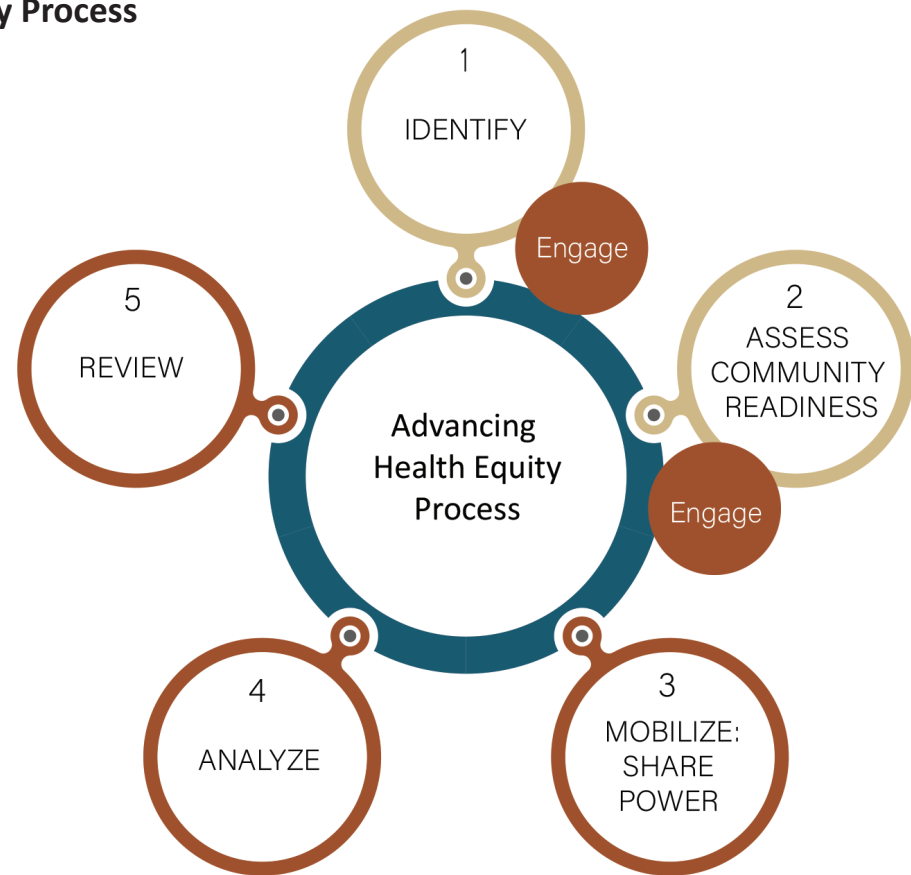 y Process
1
IDENTIFY
Engage
2
ASSESS
COMMUNITY
READINESS
Engage
3
MOBILIZE:
SHARE
POWER
4
ANALYZE
5
REVIEW
Advancing
Health Equity
Process